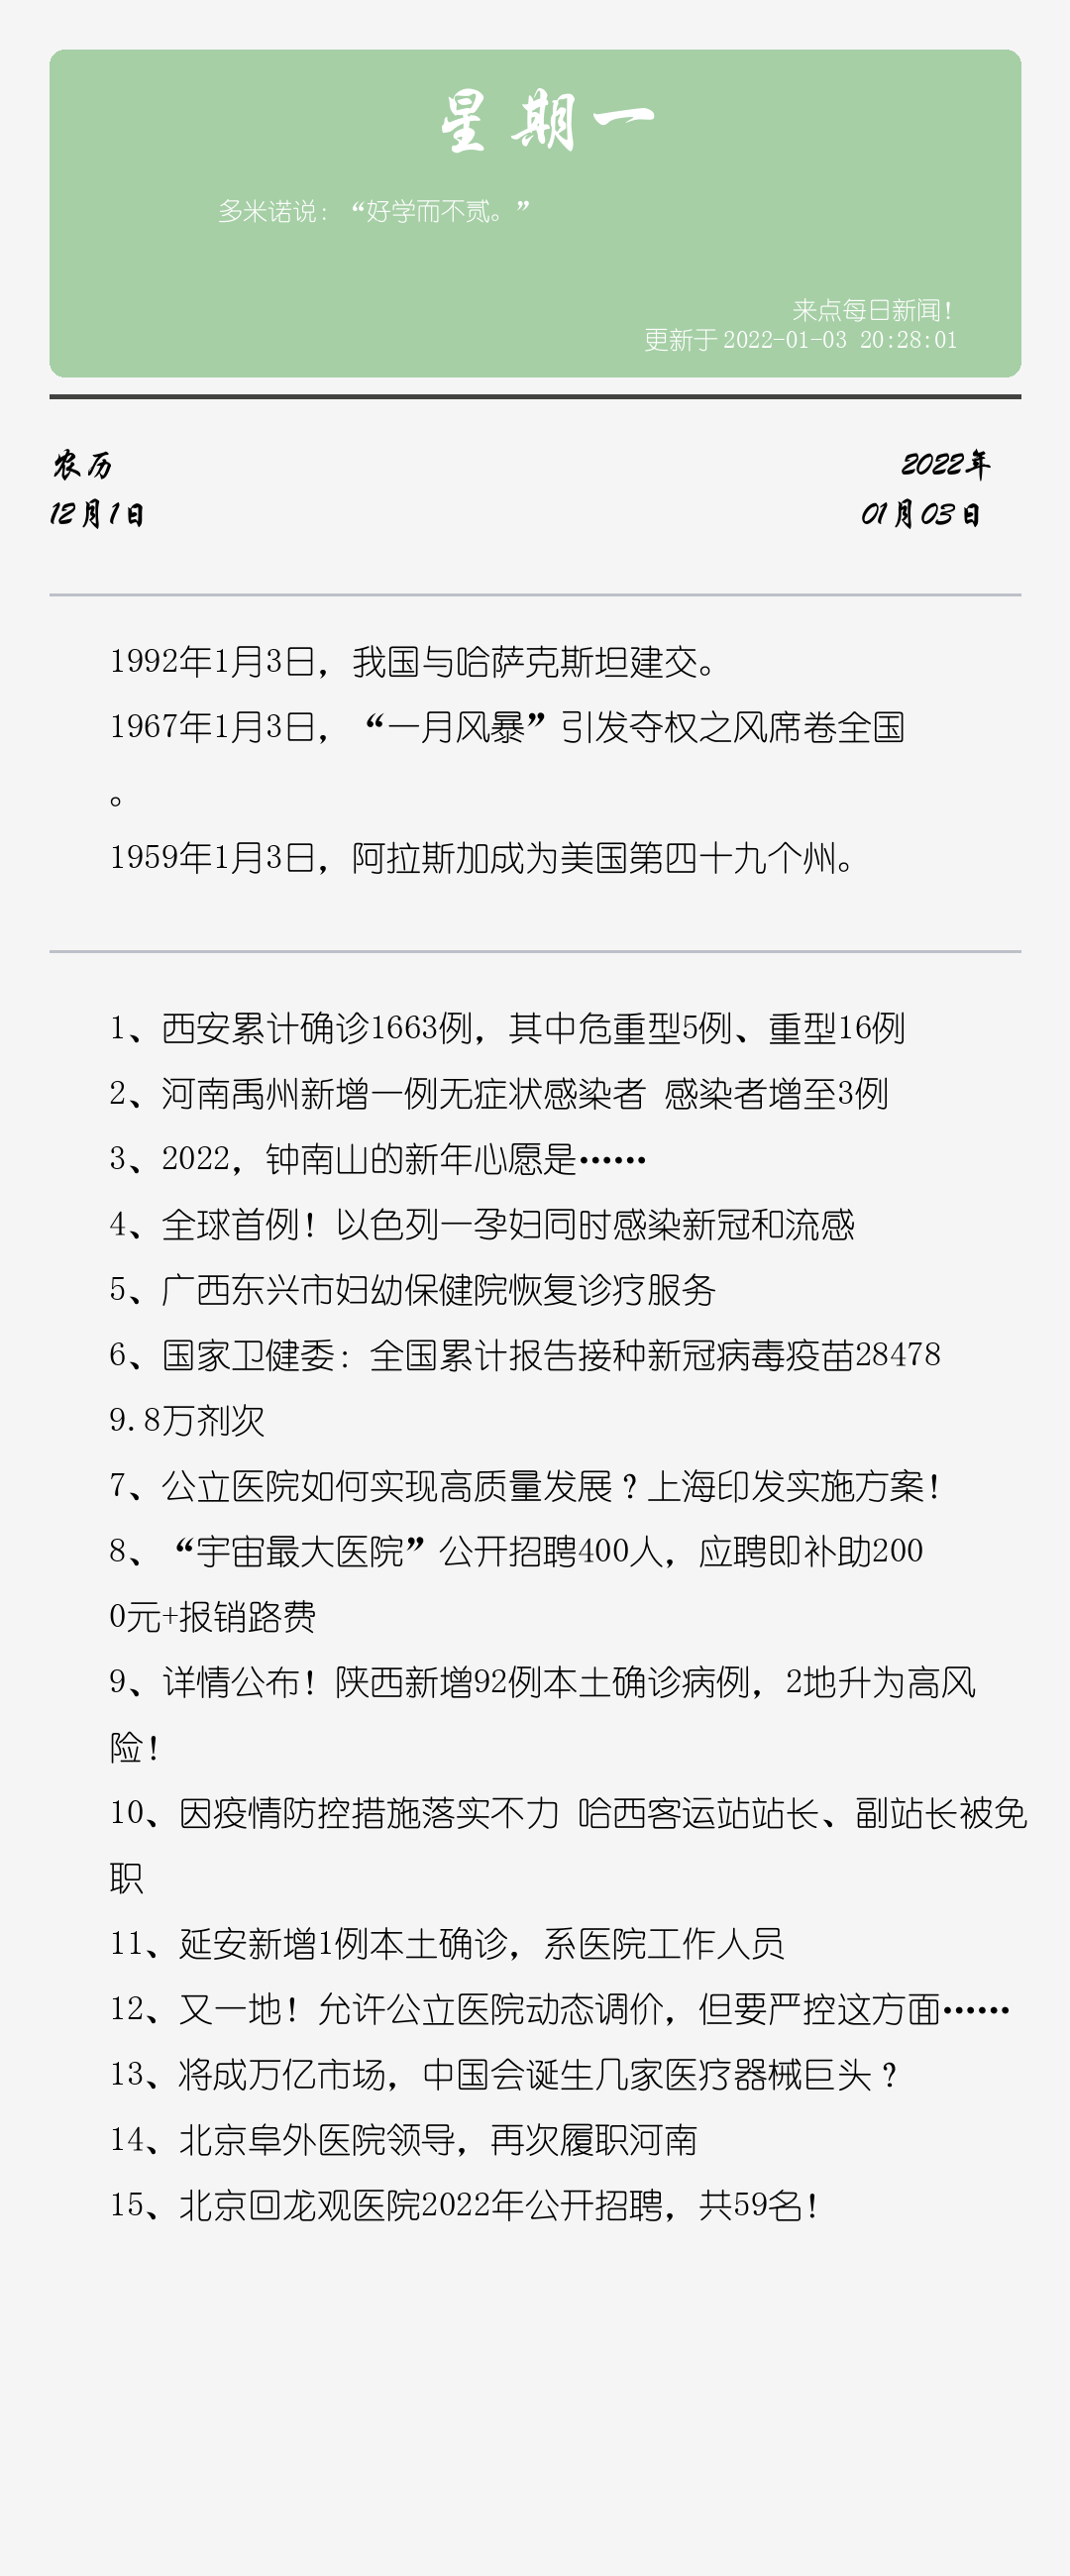 星期一
多米诺说：“好学而不贰。”
来点每日新闻！
更新于2022-01-03 20:28:01
农历
2022年
12月1日
01月03日
1992年1月3日，我国与哈萨克斯坦建交。
1967年1月3日，“一月风暴”引发夺权之风席卷全国
。
1959年1月3日，阿拉斯加成为美国第四十九个州。
1、西安累计确诊1663例，其中危重型5例、重型16例
2、河南禹州新增一例无症状感染者 感染者增至3例
3、2022，钟南山的新年心愿是……
4、全球首例！以色列一孕妇同时感染新冠和流感
5、广西东兴市妇幼保健院恢复诊疗服务
6、国家卫健委：全国累计报告接种新冠病毒疫苗28478
9.8万剂次
7、公立医院如何实现高质量发展？上海印发实施方案！
8、“宇宙最大医院”公开招聘400人，应聘即补助200
0元+报销路费
9、详情公布！陕西新增92例本土确诊病例，2地升为高风
险！
10、因疫情防控措施落实不力 哈西客运站站长、副站长被免
职
11、延安新增1例本土确诊，系医院工作人员
12、又一地！允许公立医院动态调价，但要严控这方面……
13、将成万亿市场，中国会诞生几家医疗器械巨头？
14、北京阜外医院领导，再次履职河南
15、北京回龙观医院2022年公开招聘，共59名！